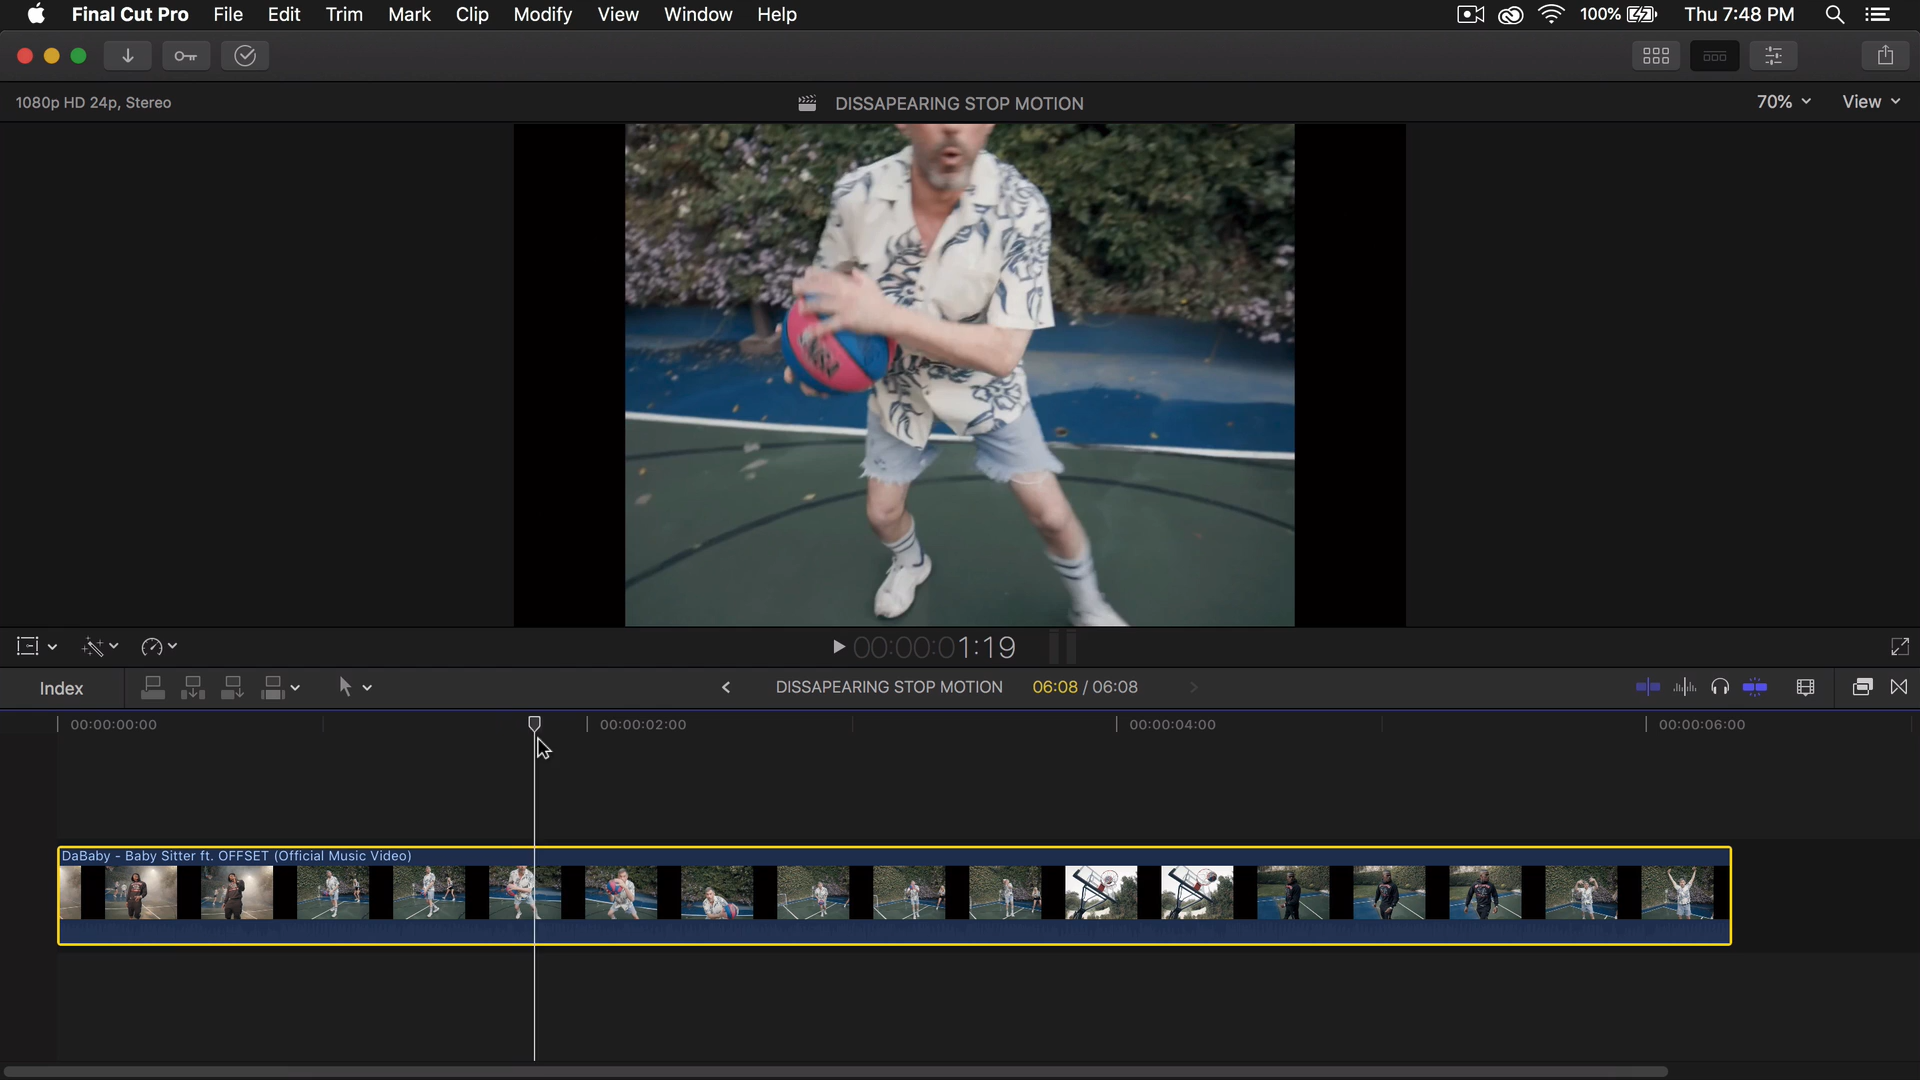 Final Cut Pro File Edit Trim Mark Clip Modify View Window Help 100% Thu 7:48 PM
1080p HD 24p, Stereo DISSAPEARING STOP MOTION 70% View
00:00:01:19
Index DISSAPEARING STOP MOTION 06:08 / 06:08
00:00:00:00 00:00:02:00 00:00:04:00 00:00:06:00
DaBaby - Baby Sitter ft. OFFSET (Official Music Video)